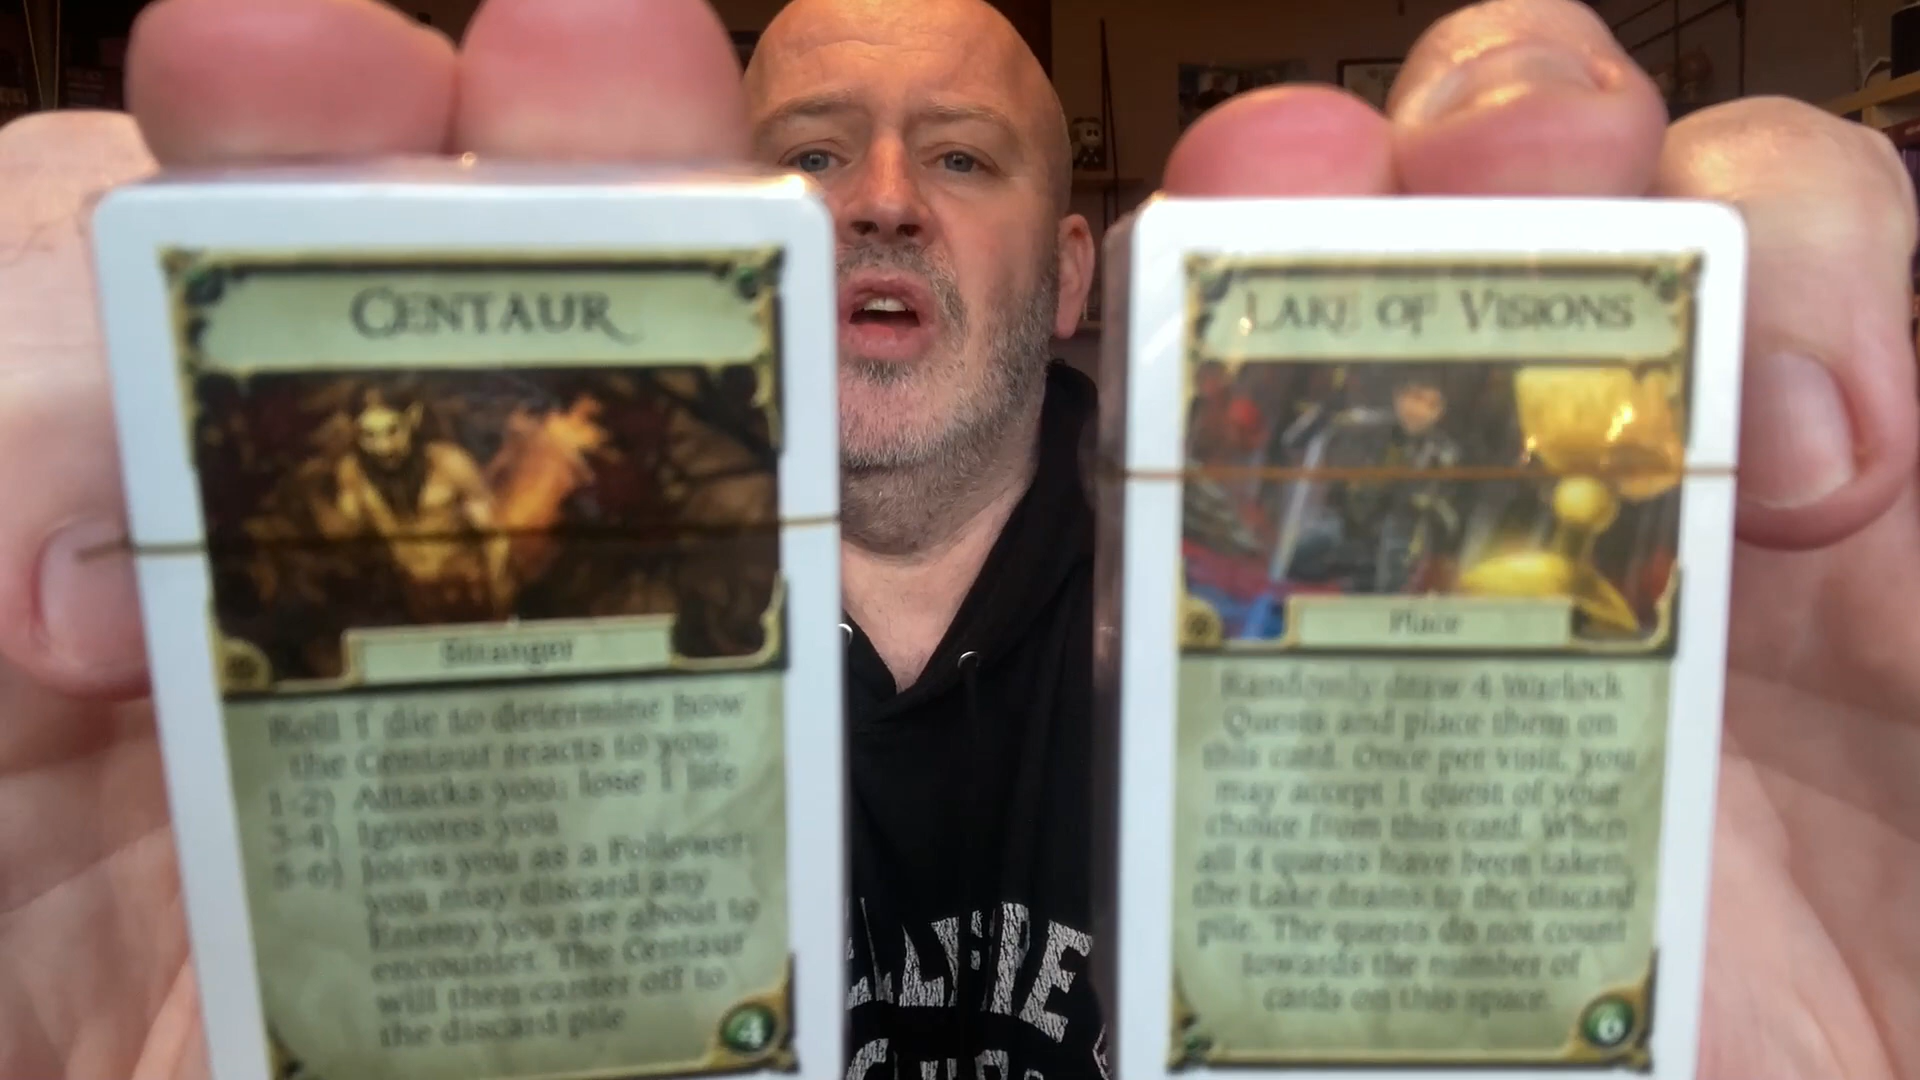 CENTAUR
Stranger
Roll 1 die to determine how
the Centaur reacts to you:
1-2) Attacks you; lose 1 life
3-4) Ignores you
5-6) Joins you as a Follower;
you may discard any
Enemy you are about to
encounter. The Centaur
will then canter off to
the discard pile
4
LAKE OF VISIONS
Place
Randomly draw 4 Warlock
Quests and place them on
this card. Once per visit, you
may accept 1 quest of your
choice from this card. When
all 4 quests have been taken,
the Lake drains to the discard
pile. The quests do not count
towards the number of
cards on this space.
6
LLFIRE
CLUB